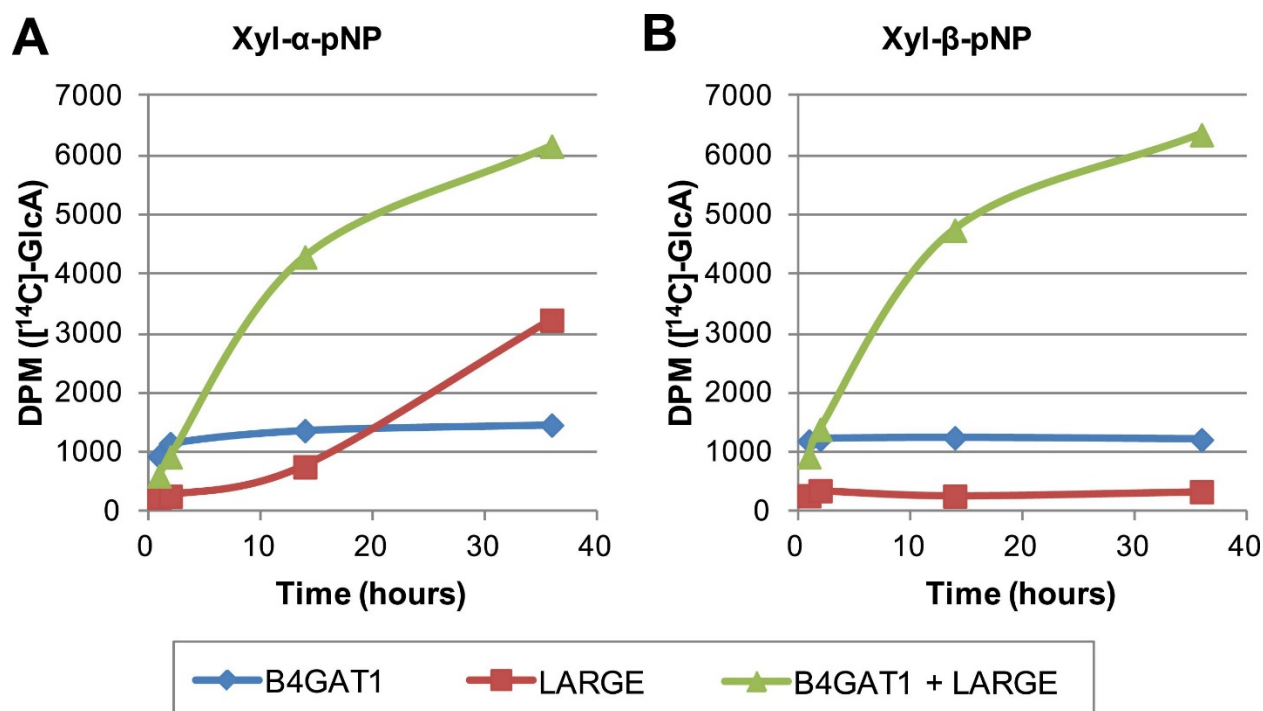 A Xyl-α-pNP
DPM ([¹⁴C]-GlcA)
7000
6000
5000
4000
3000
2000
1000
0
0 10 20 30 40
Time (hours)
B Xyl-β-pNP
DPM ([¹⁴C]-GlcA)
7000
6000
5000
4000
3000
2000
1000
0
0 10 20 30 40
Time (hours)
B4GAT1 LARGE B4GAT1 + LARGE